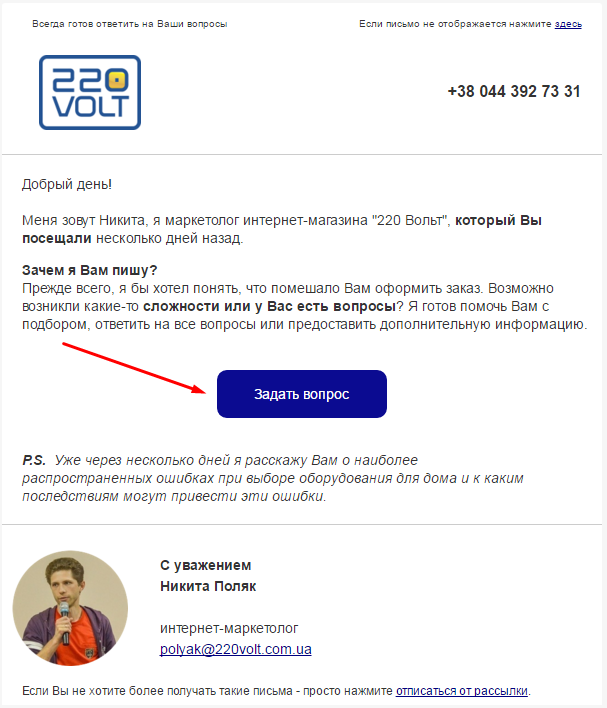 Всегда готов ответить на Ваши вопросы
Если письмо не отображается нажмите здесь
220
VOLT
+38 044 392 73 31
Добрый день!
Меня зовут Никита, я маркетолог интернет-магазина "220 Вольт", который Вы
посещали несколько дней назад.
Зачем я Вам пишу?
Прежде всего, я бы хотел понять, что помешало Вам оформить заказ. Возможно
возникли какие-то сложности или у Вас есть вопросы? Я готов помочь Вам с
подбором, ответить на все вопросы или предоставить дополнительную информацию.
Задать вопрос
P.S. Уже через несколько дней я расскажу Вам о наиболее
распространенных ошибках при выборе оборудования для дома и к каким
последствиям могут привести эти ошибки.
С уважением
Никита Поляк
интернет-маркетолог
polyak@220volt.com.ua
Если Вы не хотите более получать такие письма - просто нажмите отписаться от рассылки.